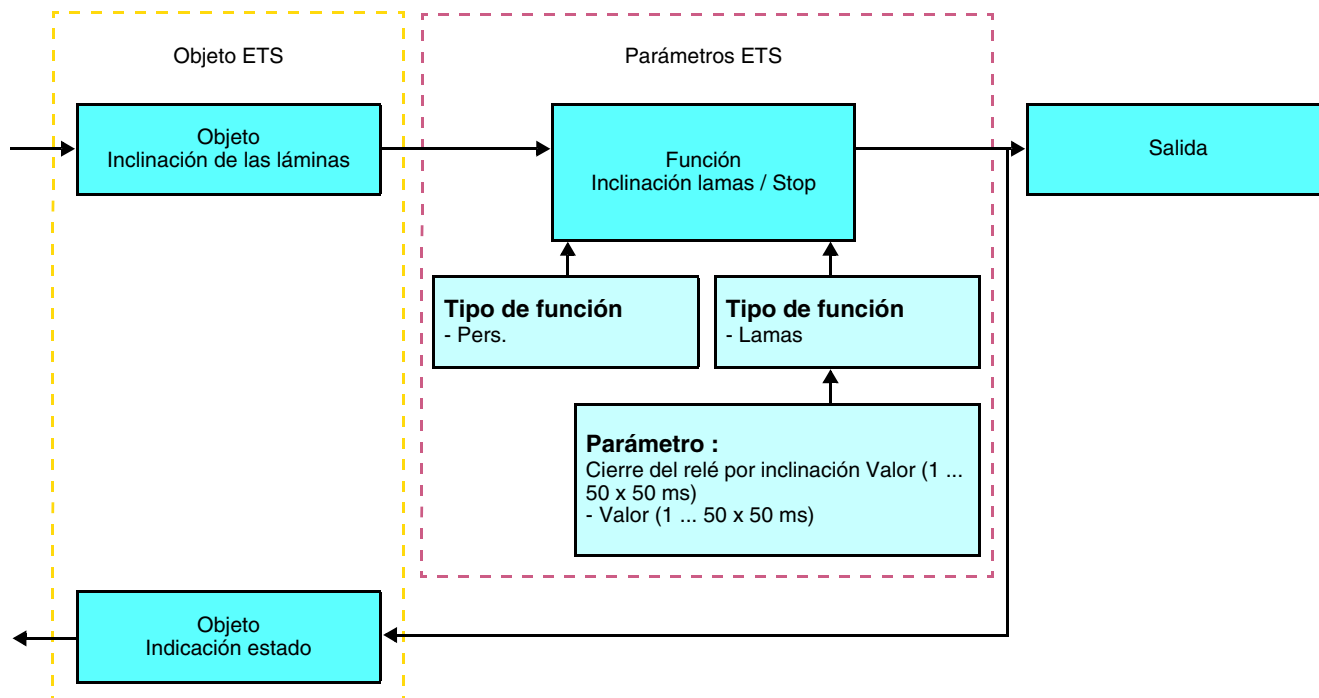 Objeto ETS
Parámetros ETS
Objeto
Inclinación de las láminas
Función
Inclinación lamas / Stop
Salida
Tipo de función
- Pers.
Tipo de función
- Lamas
Parámetro :
Cierre del relé por inclinación Valor (1 ...
50 x 50 ms)
- Valor (1 ... 50 x 50 ms)
Objeto
Indicación estado